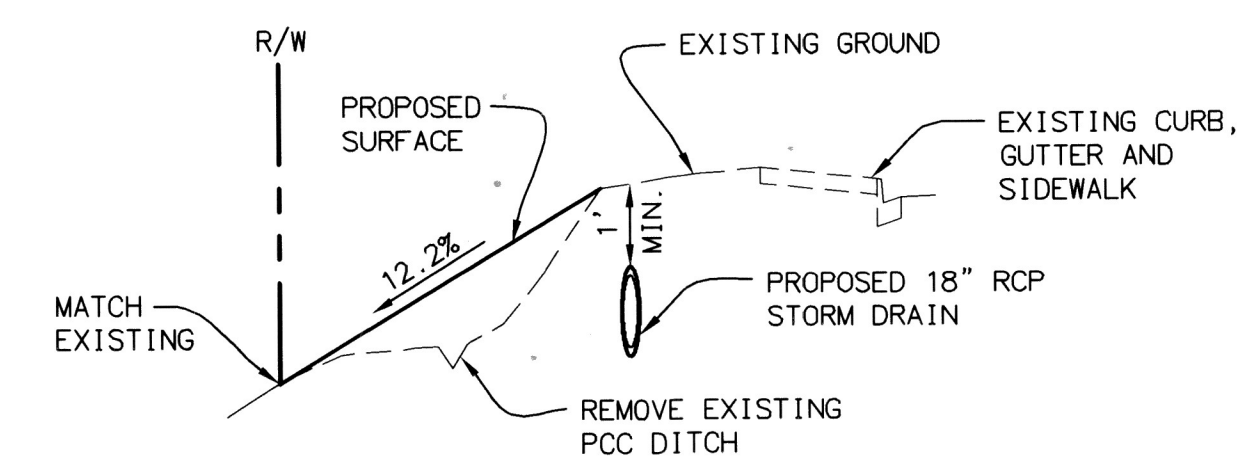 R/W
EXISTING GROUND
PROPOSED
SURFACE
EXISTING CURB,
GUTTER AND
SIDEWALK
12.2%
1'
MIN.
MATCH
EXISTING
PROPOSED 18" RCP
STORM DRAIN
REMOVE EXISTING
PCC DITCH